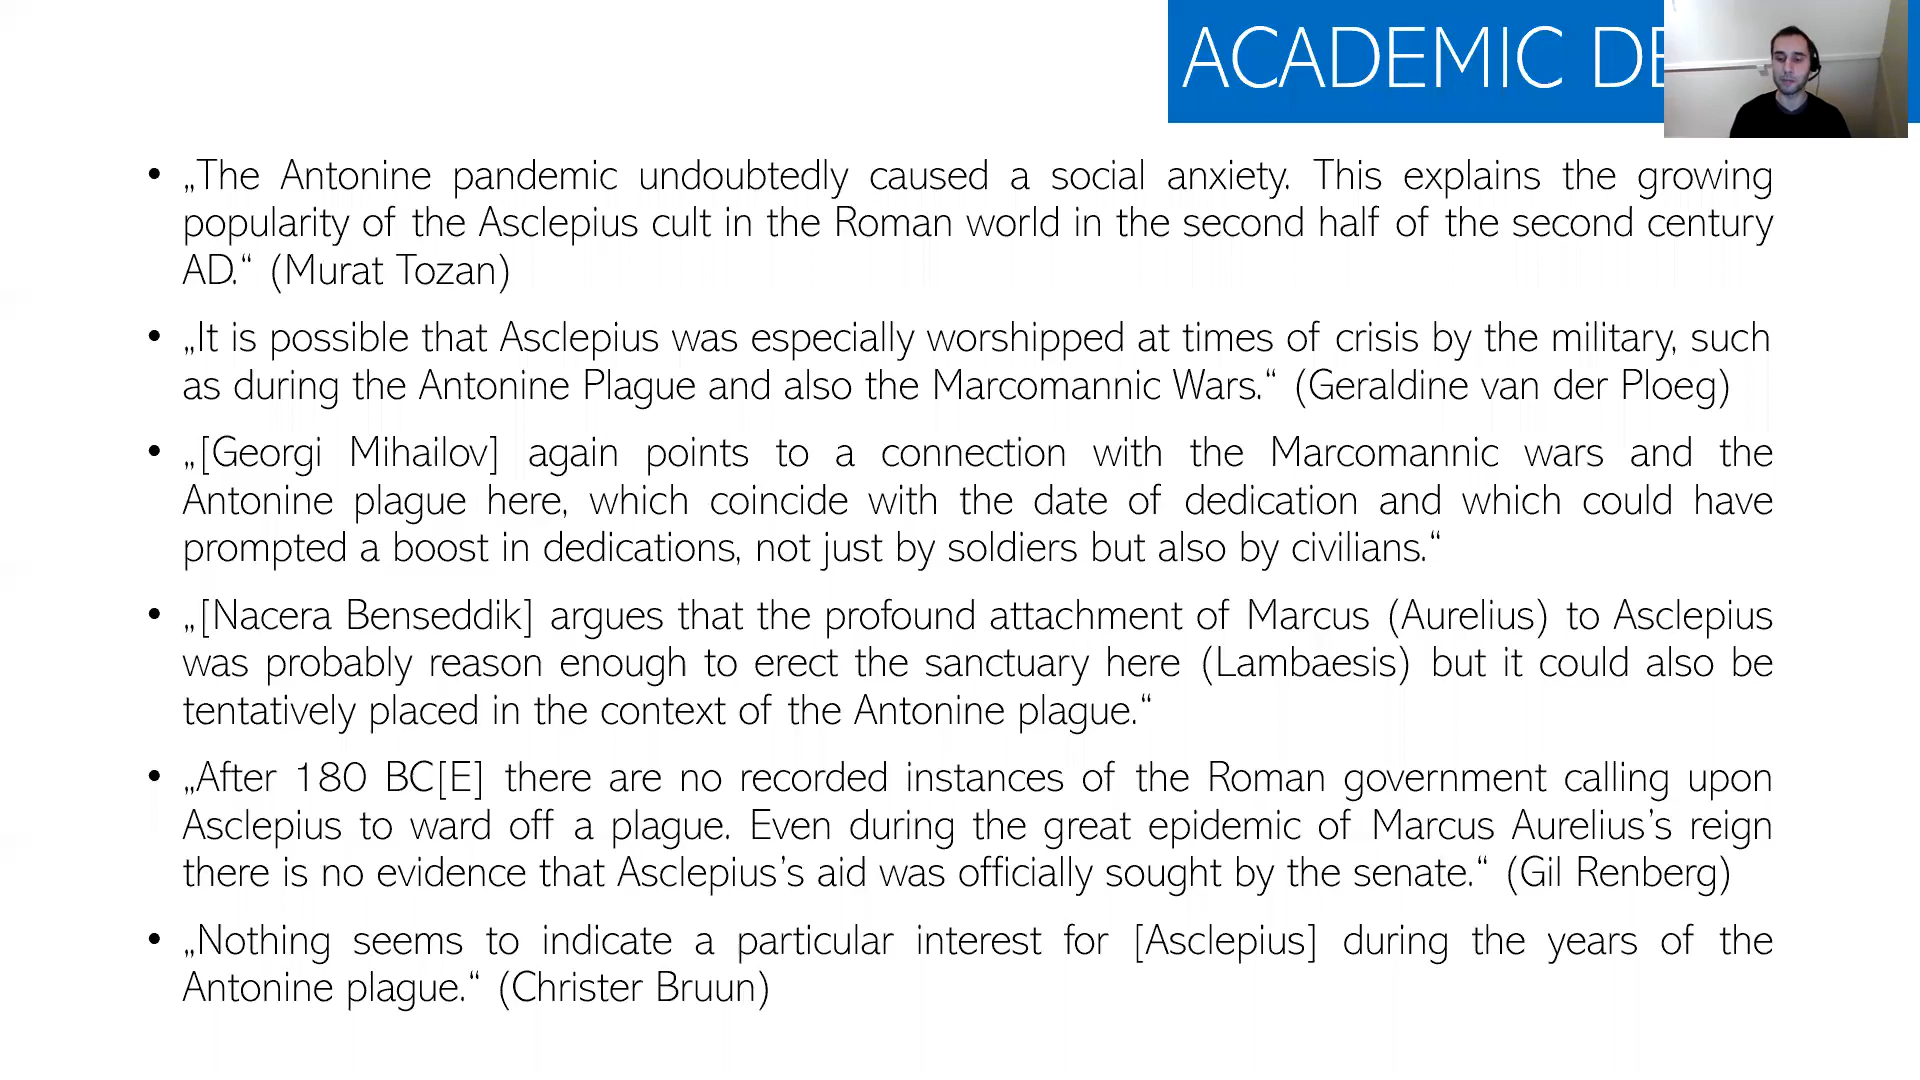 ACADEMIC
• „The Antonine pandemic undoubtedly caused a social anxiety. This explains the growing
popularity of the Asclepius cult in the Roman world in the second half of the second century
AD.“ (Murat Tozan)
• „It is possible that Asclepius was especially worshipped at times of crisis by the military, such
as during the Antonine Plague and also the Marcomannic Wars.“ (Geraldine van der Ploeg)
• „[Georgi Mihailov] again points to a connection with the Marcomannic wars and the
Antonine plague here, which coincide with the date of dedication and which could have
prompted a boost in dedications, not just by soldiers but also by civilians.“
• „[Nacera Benseddik] argues that the profound attachment of Marcus (Aurelius) to Asclepius
was probably reason enough to erect the sanctuary here (Lambaesis) but it could also be
tentatively placed in the context of the Antonine plague.“
• „After 180 BC[E] there are no recorded instances of the Roman government calling upon
Asclepius to ward off a plague. Even during the great epidemic of Marcus Aurelius’s reign
there is no evidence that Asclepius’s aid was officially sought by the senate.“ (Gil Renberg)
• „Nothing seems to indicate a particular interest for [Asclepius] during the years of the
Antonine plague.“ (Christer Bruun)